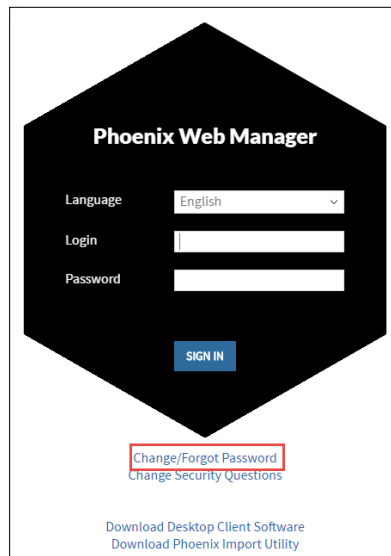 Phoenix Web Manager
Language English
Login
Password
SIGN IN
Change/Forgot Password
Change Security Questions
Download Desktop Client Software
Download Phoenix Import Utility